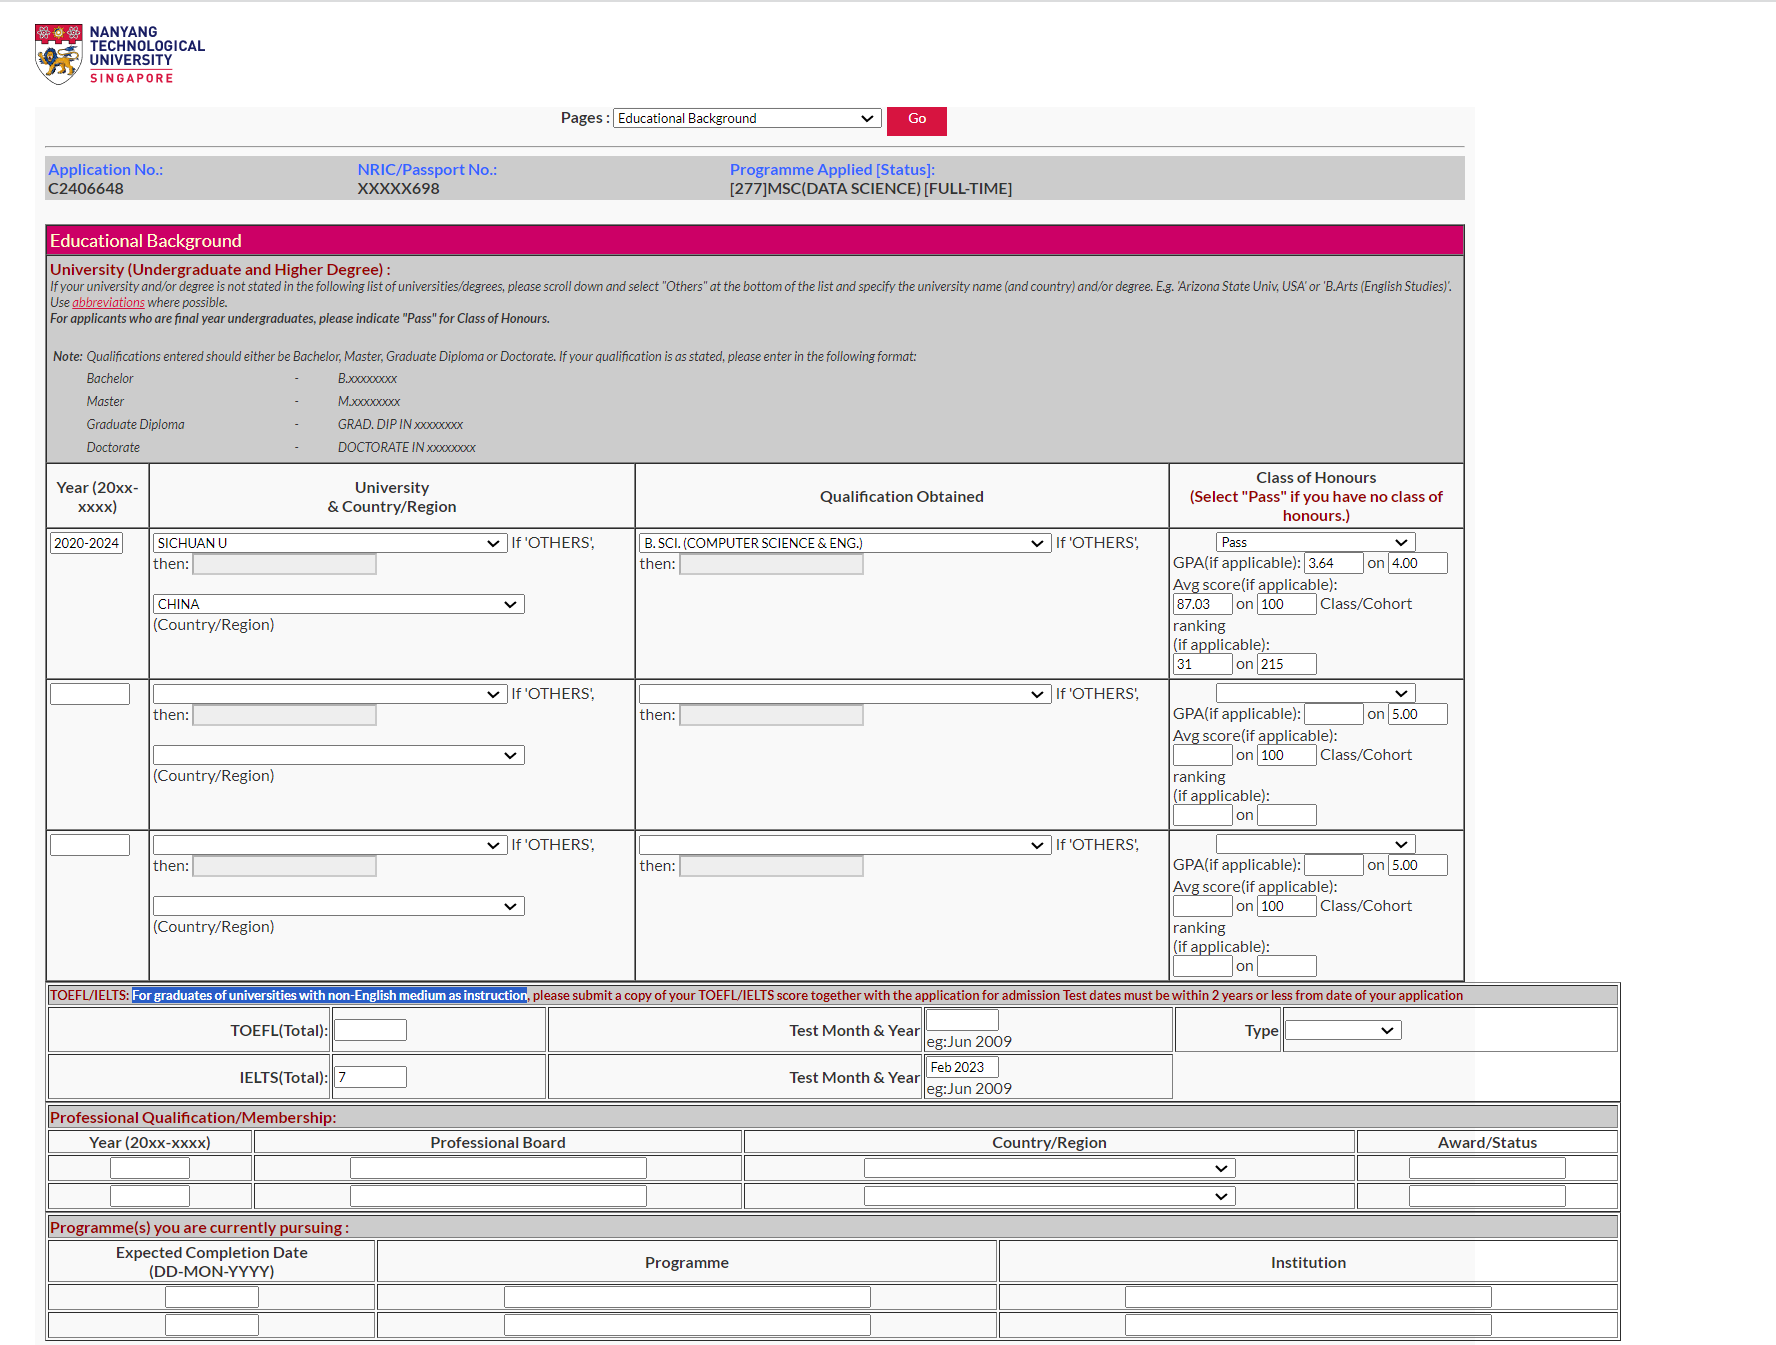 NANYANG
TECHNOLOGICAL
UNIVERSITY
SINGAPORE
Pages : Educational Background Go
Application No.: NRIC/Passport No.: Programme Applied [Status]:
C2406648 XXXXX698 [277]MSC(DATA SCIENCE) [FULL-TIME]
Educational Background
University (Undergraduate and Higher Degree) :
If your university and/or degree is not stated in the following list of universities/degrees, please scroll down and select "Others" at the bottom of the list and specify the university name (and country) and/or degree. E.g. 'Arizona State Univ, USA' or 'B.Arts (English Studies)'.
Use abbreviations where possible.
For applicants who are final year undergraduates, please indicate "Pass" for Class of Honours.
Note: Qualifications entered should either be Bachelor, Master, Graduate Diploma or Doctorate. If your qualification is as stated, please enter in the following format:
Bachelor - B.xxxxxxxx
Master - M.xxxxxxxx
Graduate Diploma - GRAD. DIP IN xxxxxxxx
Doctorate - DOCTORATE IN xxxxxxxx
Year (20xx-
xxxx)
University
& Country/Region
Qualification Obtained
Class of Honours
(Select "Pass" if you have no class of
honours.)
2020-2024
SICHUAN U If 'OTHERS',
then:
CHINA
(Country/Region)
B. SCI. (COMPUTER SCIENCE & ENG.) If 'OTHERS',
then:
Pass
GPA(if applicable): 3.64 on 4.00
Avg score(if applicable):
87.03 on 100 Class/Cohort
ranking
(if applicable):
31 on 215
If 'OTHERS',
then:
(Country/Region)
If 'OTHERS',
then:
GPA(if applicable): on 5.00
Avg score(if applicable):
on 100 Class/Cohort
ranking
(if applicable):
on
If 'OTHERS',
then:
(Country/Region)
If 'OTHERS',
then:
GPA(if applicable): on 5.00
Avg score(if applicable):
on 100 Class/Cohort
ranking
(if applicable):
on
TOEFL/IELTS: For graduates of universities with non-English medium as instruction, please submit a copy of your TOEFL/IELTS score together with the application for admission Test dates must be within 2 years or less from date of your application
TOEFL(Total): Test Month & Year Type
eg:Jun 2009
IELTS(Total): 7 Test Month & Year Feb 2023
eg:Jun 2009
Professional Qualification/Membership:
Year (20xx-xxxx) Professional Board Country/Region Award/Status
Programme(s) you are currently pursuing :
Expected Completion Date
(DD-MON-YYYY)
Programme
Institution